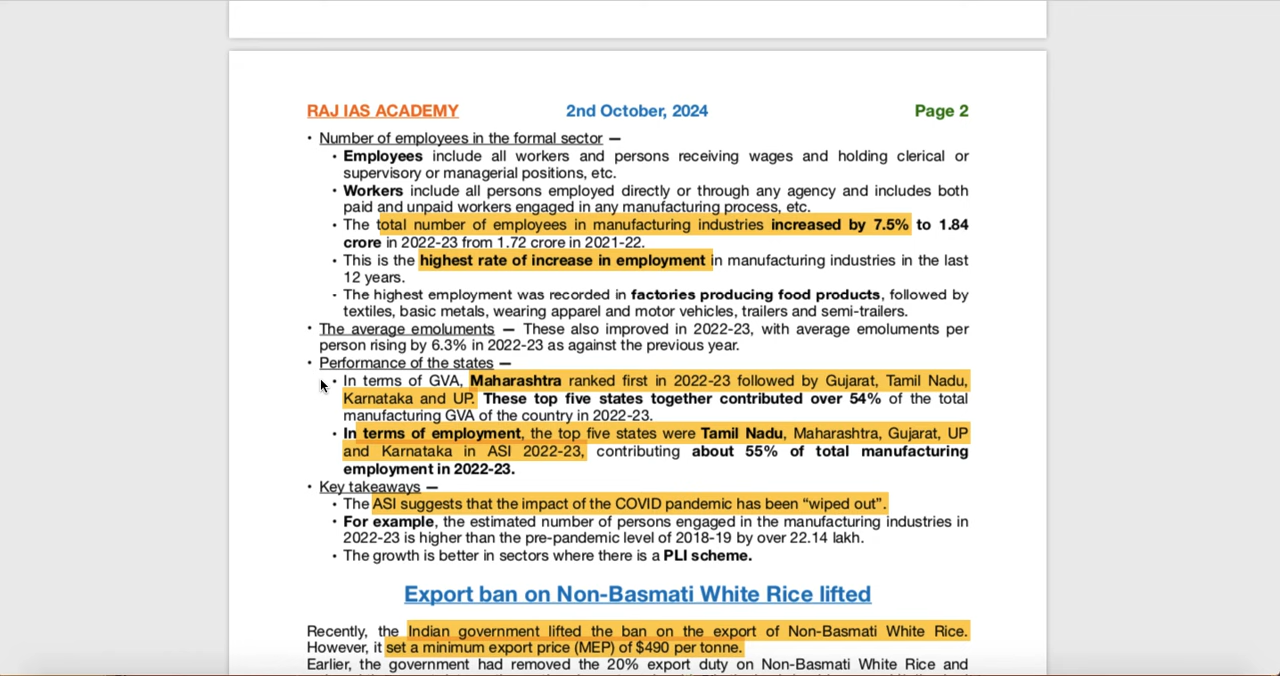 RAJ IAS ACADEMY 2nd October, 2024 Page 2
• Number of employees in the formal sector —
• Employees include all workers and persons receiving wages and holding clerical or
supervisory or managerial positions, etc.
• Workers include all persons employed directly or through any agency and includes both
paid and unpaid workers engaged in any manufacturing process, etc.
• The total number of employees in manufacturing industries increased by 7.5% to 1.84
crore in 2022-23 from 1.72 crore in 2021-22.
• This is the highest rate of increase in employment in manufacturing industries in the last
12 years.
- The highest employment was recorded in factories producing food products, followed by
textiles, basic metals, wearing apparel and motor vehicles, trailers and semi-trailers.
• The average emoluments — These also improved in 2022-23, with average emoluments per
person rising by 6.3% in 2022-23 as against the previous year.
• Performance of the states —
• In terms of GVA, Maharashtra ranked first in 2022-23 followed by Gujarat, Tamil Nadu,
Karnataka and UP. These top five states together contributed over 54% of the total
manufacturing GVA of the country in 2022-23.
• In terms of employment, the top five states were Tamil Nadu, Maharashtra, Gujarat, UP
and Karnataka in ASI 2022-23, contributing about 55% of total manufacturing
employment in 2022-23.
• Key takeaways —
• The ASI suggests that the impact of the COVID pandemic has been “wiped out”.
• For example, the estimated number of persons engaged in the manufacturing industries in
2022-23 is higher than the pre-pandemic level of 2018-19 by over 22.14 lakh.
• The growth is better in sectors where there is a PLI scheme.
Export ban on Non-Basmati White Rice lifted
Recently, the Indian government lifted the ban on the export of Non-Basmati White Rice.
However, it set a minimum export price (MEP) of $490 per tonne.
Earlier, the government had removed the 20% export duty on Non-Basmati White Rice and